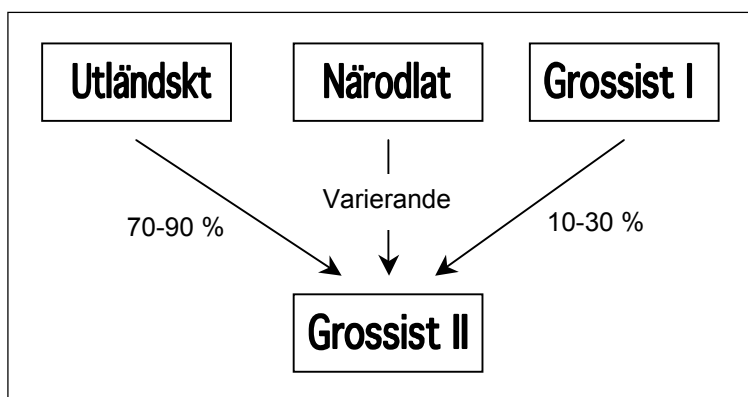 Utländskt
Närodlat
Grossist I
Varierande
70-90 %
10-30 %
Grossist II